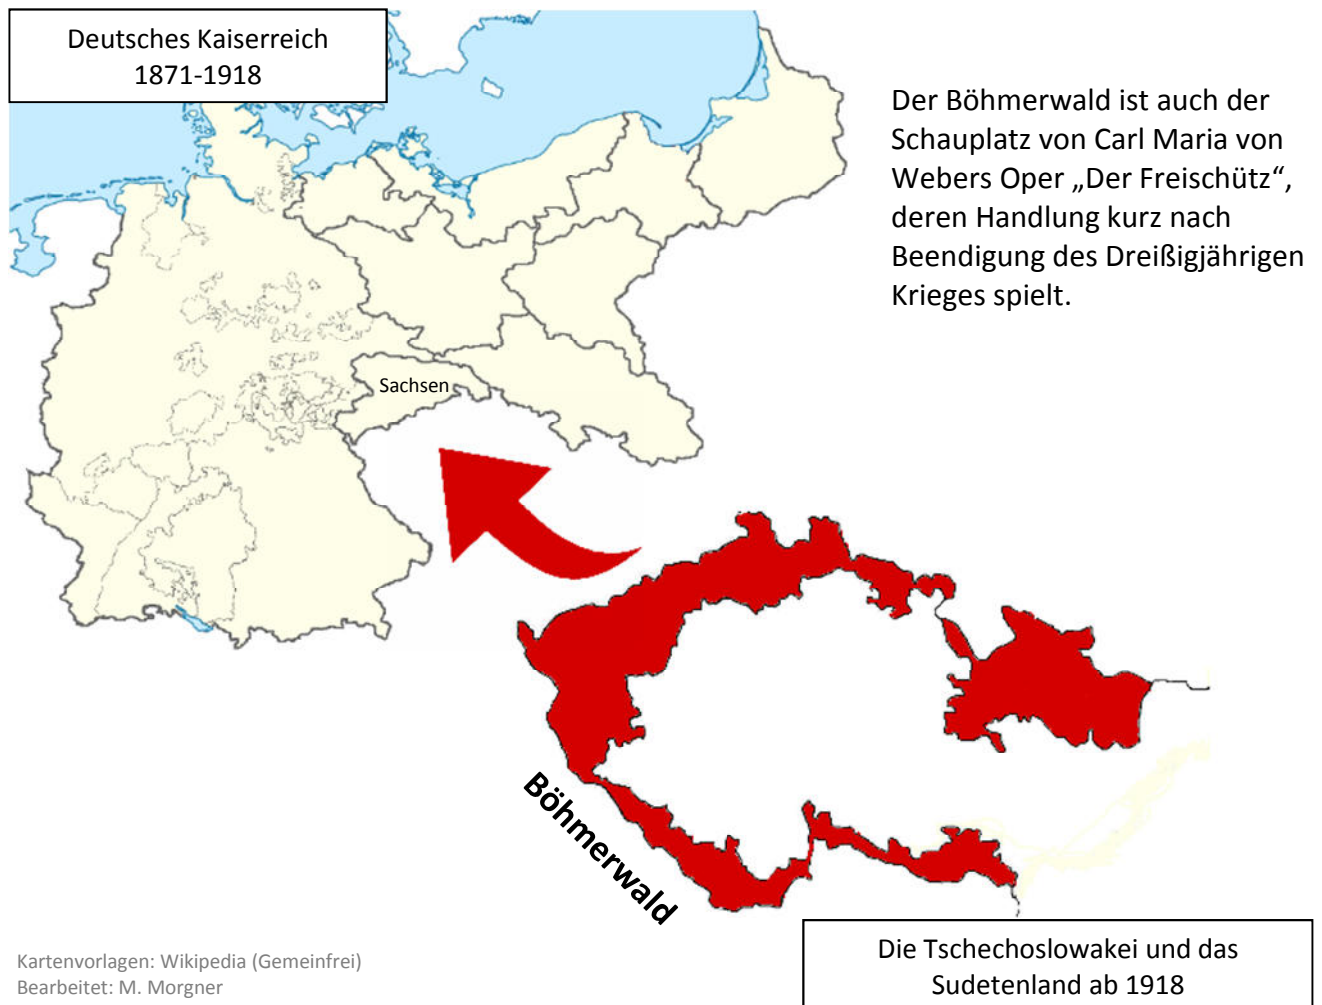 Deutsches Kaiserreich
1871-1918
Der Böhmerwald ist auch der
Schauplatz von Carl Maria von
Webers Oper „Der Freischütz“,
deren Handlung kurz nach
Beendigung des Dreißigjährigen
Krieges spielt.
Sachsen
Böhmerwald
Die Tschechoslowakei und das
Sudetenland ab 1918
Kartenvorlagen: Wikipedia (Gemeinfrei)
Bearbeitet: M. Morgner